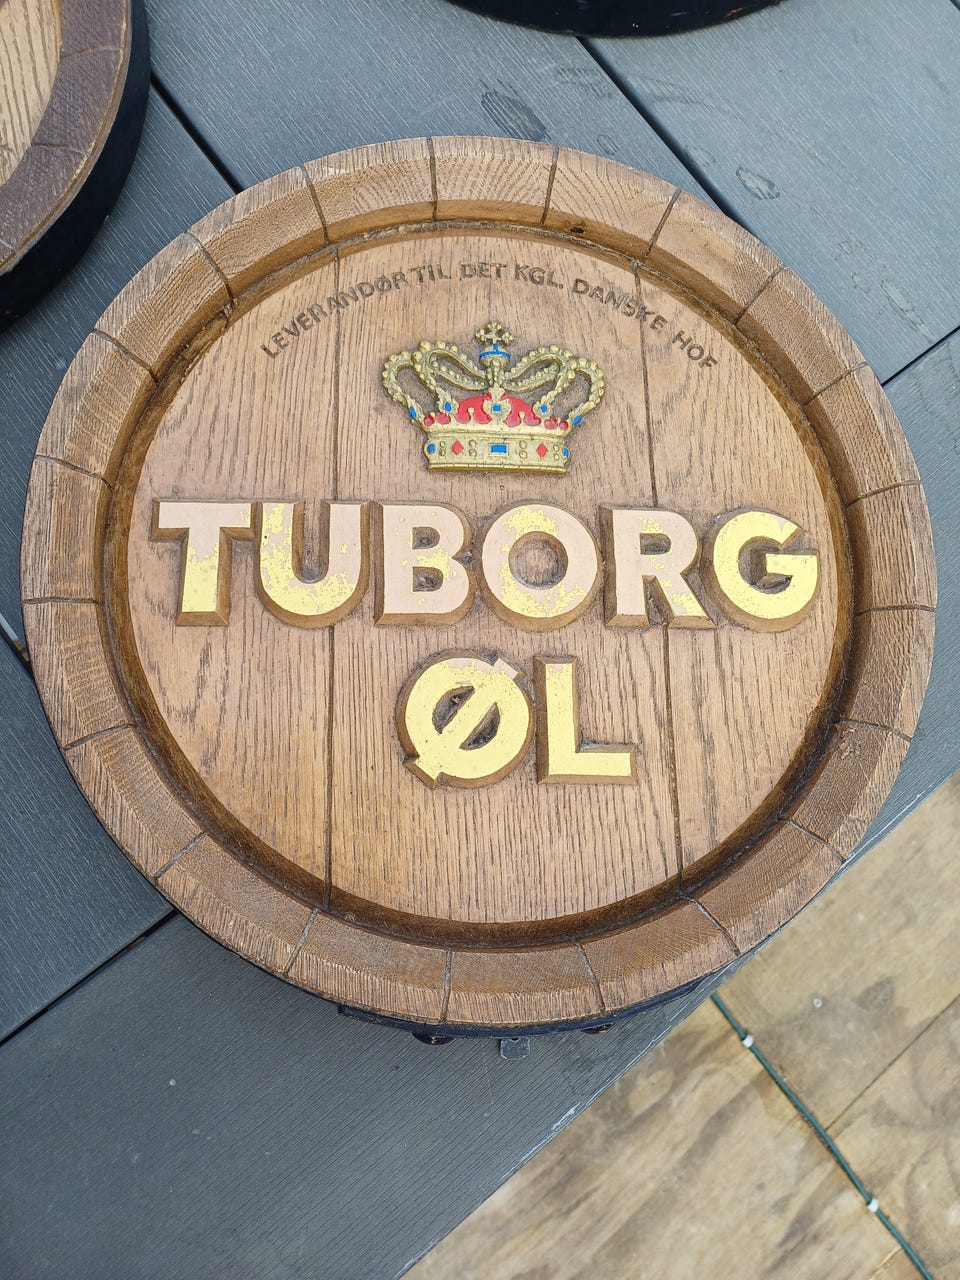 LEVERANDØR TIL DET KGL. DANSKE HOF
TUBORG
ØL